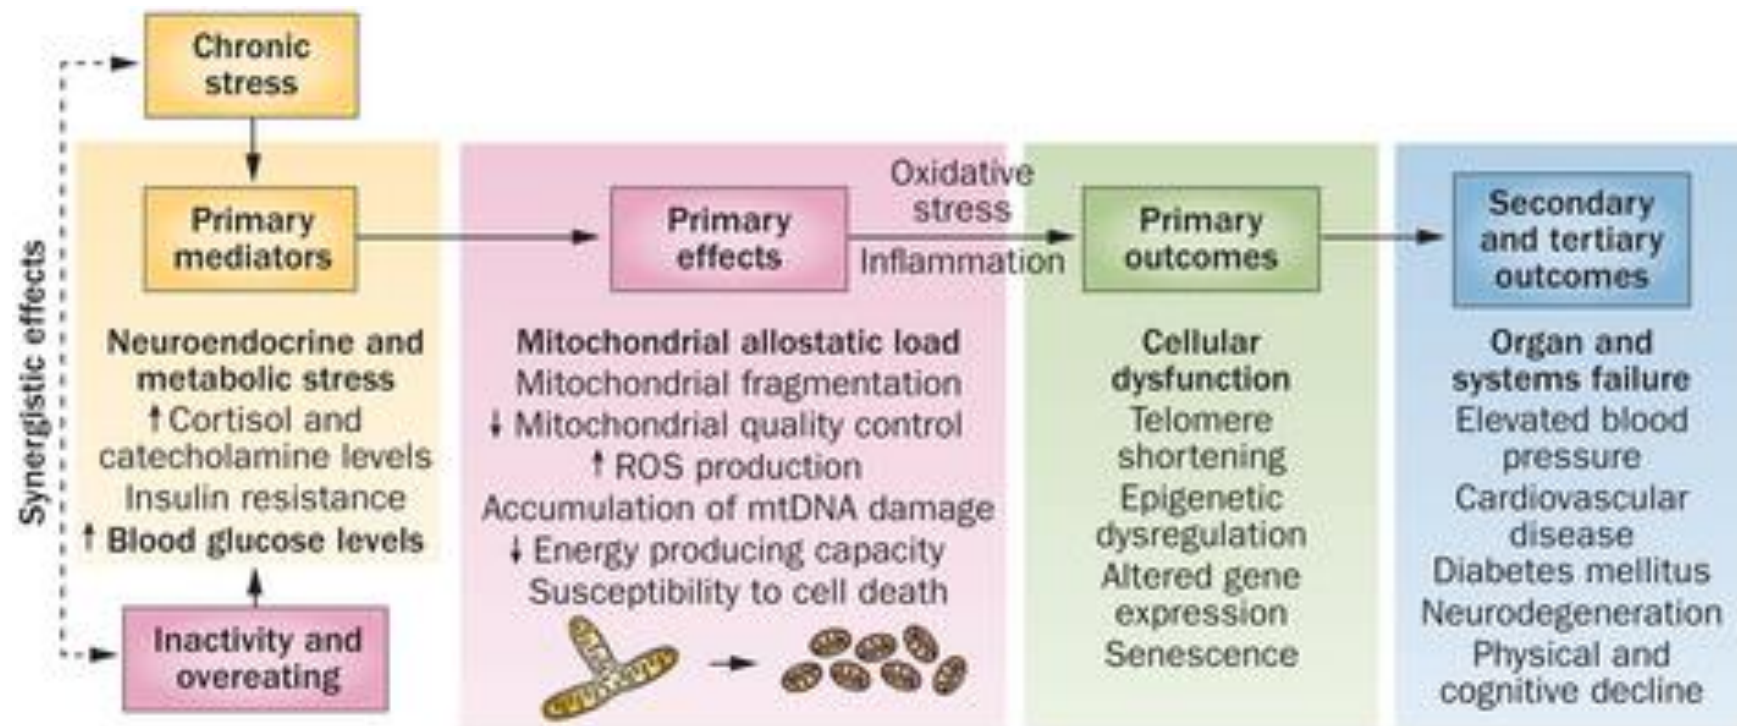 Chronic
stress
Synergistic effects
Primary
mediators
Neuroendocrine and
metabolic stress
↑ Cortisol and
catecholamine levels
Insulin resistance
↑ Blood glucose levels
Inactivity and
overeating
Primary
effects
Mitochondrial allostatic load
Mitochondrial fragmentation
↓ Mitochondrial quality control
↑ ROS production
Accumulation of mtDNA damage
↓ Energy producing capacity
Susceptibility to cell death
Oxidative
stress
Inflammation
Primary
outcomes
Cellular
dysfunction
Telomere
shortening
Epigenetic
dysregulation
Altered gene
expression
Senescence
Secondary
and tertiary
outcomes
Organ and
systems failure
Elevated blood
pressure
Cardiovascular
disease
Diabetes mellitus
Neurodegeneration
Physical and
cognitive decline